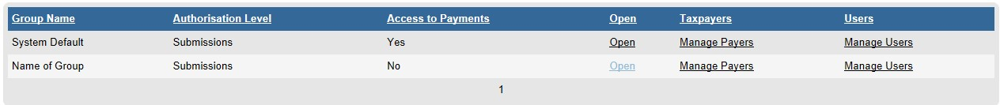 Group Name Authorisation Level Access to Payments Open Taxpayers Users
System Default Submissions Yes Open Manage Payers Manage Users
Name of Group Submissions No Open Manage Payers Manage Users
1